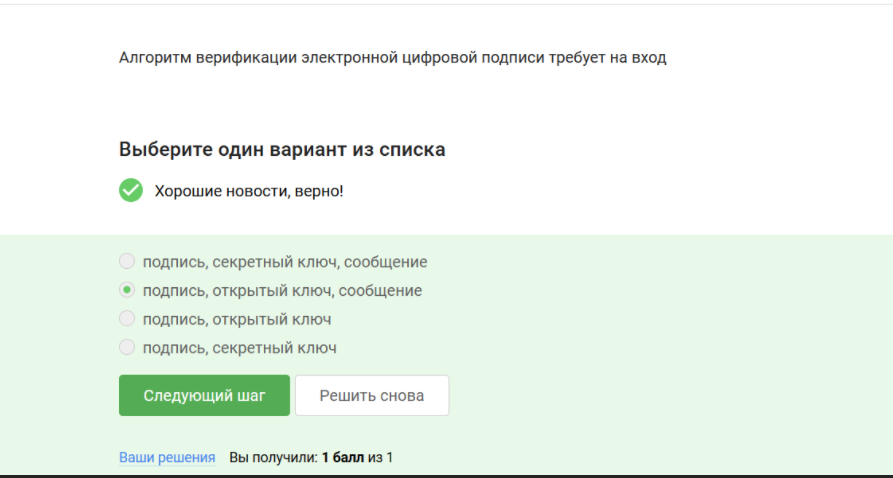 Алгоритм верификации электронной цифровой подписи требует на вход
Выберите один вариант из списка
Хорошие новости, верно!
подпись, секретный ключ, сообщение
подпись, открытый ключ, сообщение
подпись, открытый ключ
подпись, секретный ключ
Следующий шаг Решить снова
Ваши решения Вы получили: 1 балл из 1